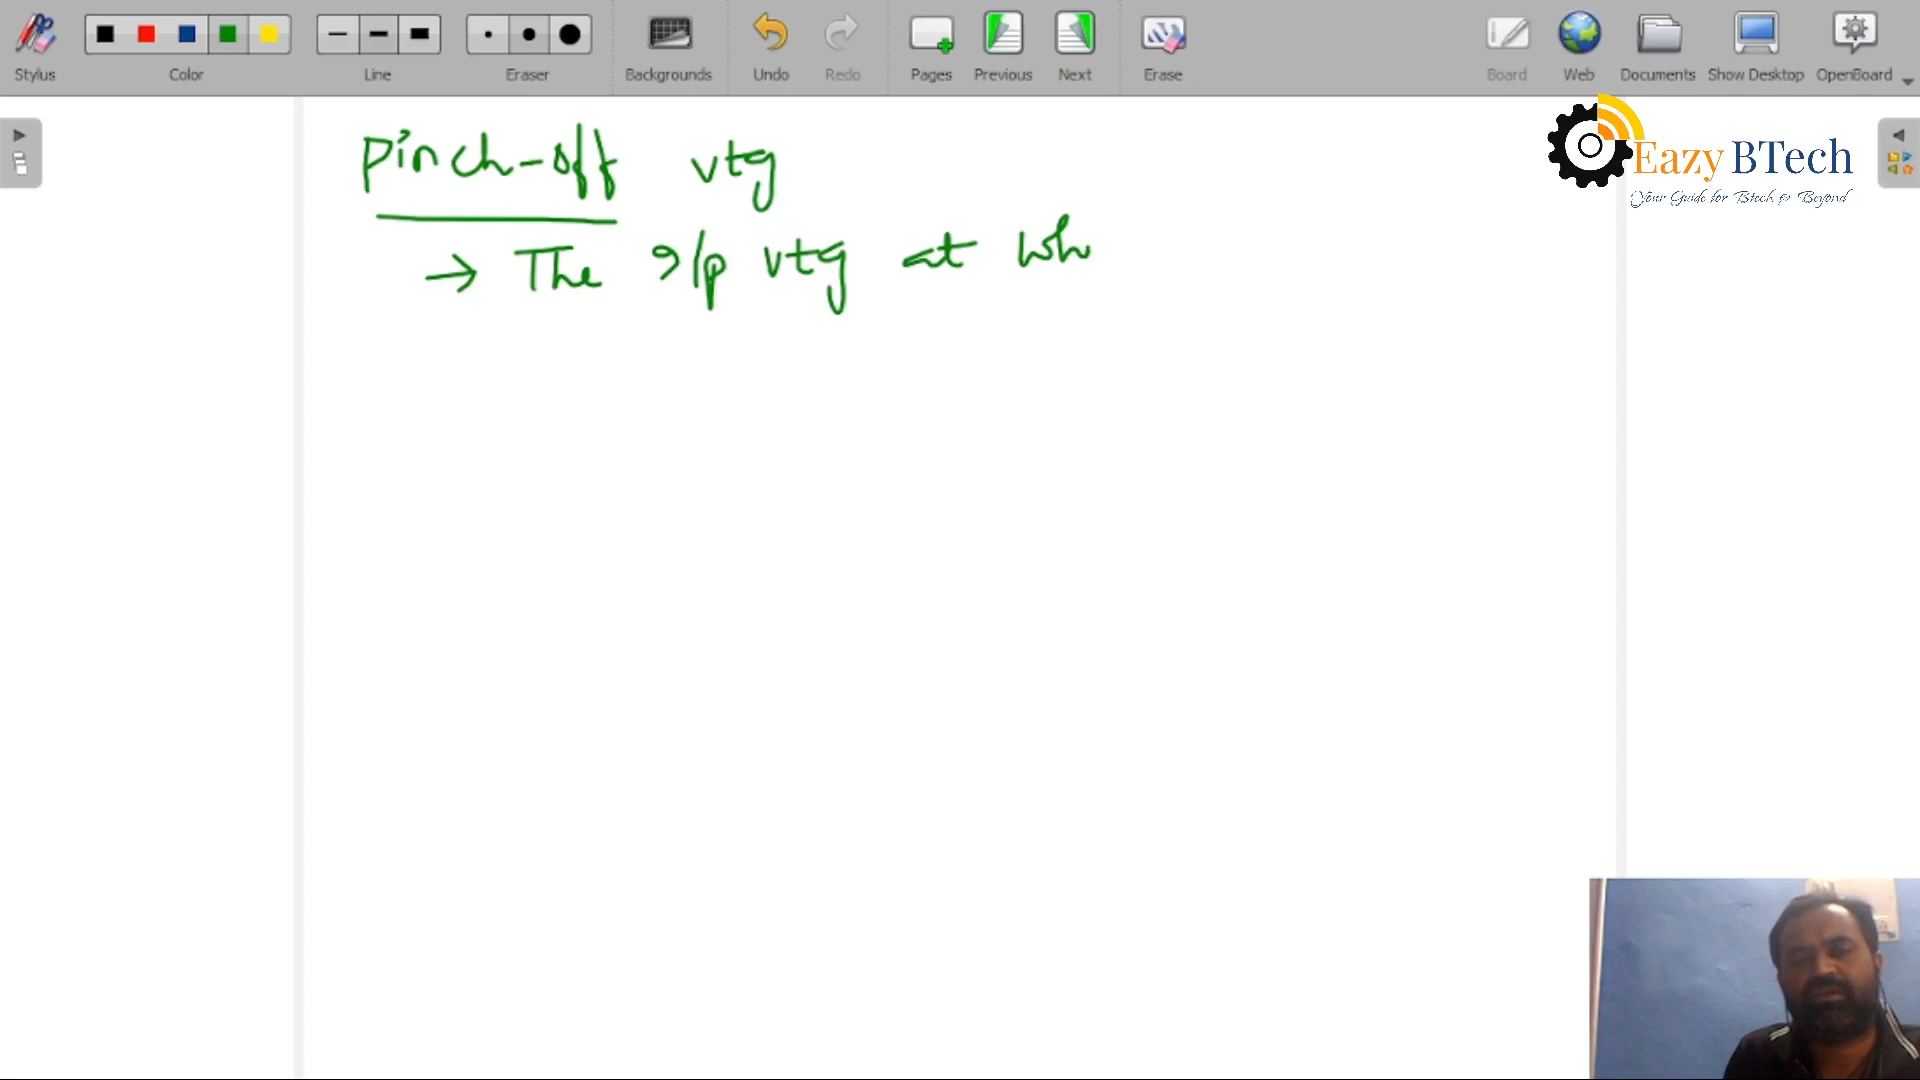 Stylus Color Line Eraser Backgrounds Undo Redo Pages Previous Next Erase Board Web Documents Show Desktop OpenBoard
Eazy BTech
Your Guide for Btech & Beyond
Pinch-off vtg
→ The i/p vtg at wh